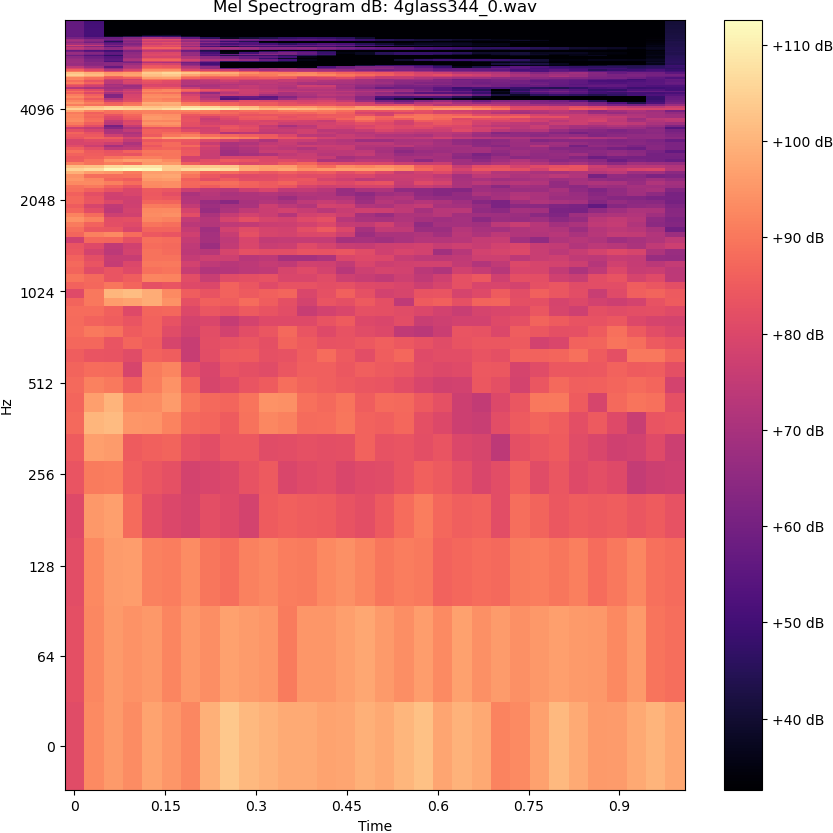 Mel Spectrogram dB: 4glass344_0.wav
Hz
4096
2048
1024
512
256
128
64
0
0
0.15
0.3
0.45
0.6
0.75
0.9
Time
+110 dB
+100 dB
+90 dB
+80 dB
+70 dB
+60 dB
+50 dB
+40 dB